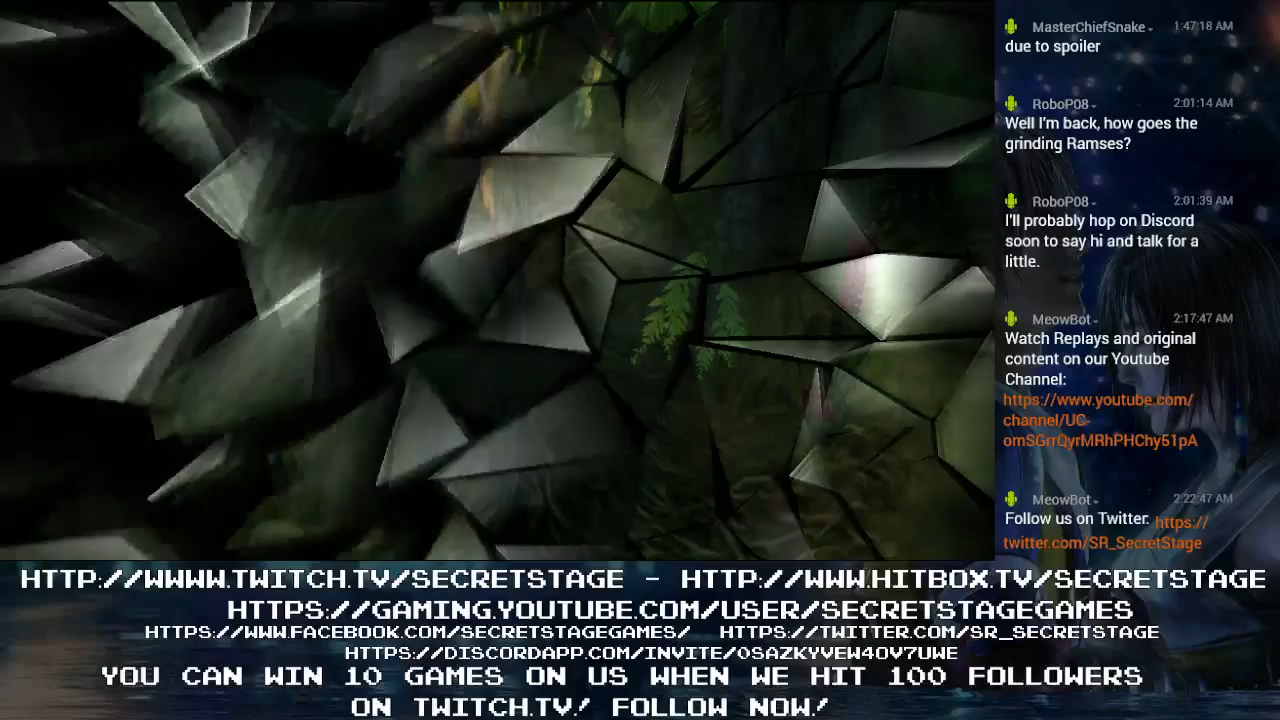 MasterChiefSnake 1:47:18 AM
due to spoiler
RoboP08 2:01:14 AM
Well I'm back, how goes the
grinding Ramses?
RoboP08 2:01:39 AM
I'll probably hop on Discord
soon to say hi and talk for a
little.
MeowBot 2:17:47 AM
Watch Replays and original
content on our Youtube
Channel:
https://www.youtube.com/
channel/UC-
omSGrrQyrMRhPHChy51pA
MeowBot 2:22:47 AM
Follow us on Twitter: https://
twitter.com/SR_SecretStage
HTTP://WWWW.TWITCH.TV/SECRETSTAGE - HTTP://WWW.HITBOX.TV/SECRETSTAGE
HTTPS://GAMING.YOUTUBE.COM/USER/SECRETSTAGEGAMES
HTTPS://WWW.FACEBOOK.COM/SECRETSTAGEGAMES/ HTTPS://TWITTER.COM/SR_SECRETSTAGE
HTTPS://DISCORDAPP.COM/INVITE/0SAZKYVEW4OV7UWE
YOU CAN WIN 10 GAMES ON US WHEN WE HIT 100 FOLLOWERS
ON TWITCH.TV! FOLLOW NOW!